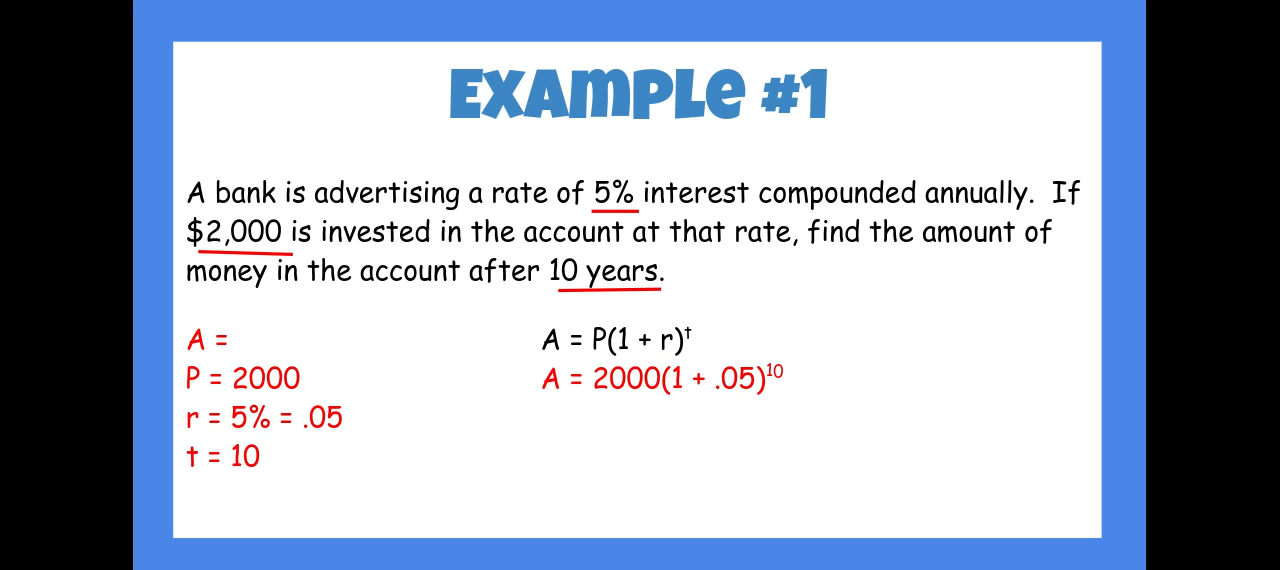 Example #1
A bank is advertising a rate of 5% interest compounded annually. If
$2,000 is invested in the account at that rate, find the amount of
money in the account after 10 years.
A =
P = 2000
r = 5% = .05
t = 10
A = P(1 + r)ᵗ
A = 2000(1 + .05)¹⁰